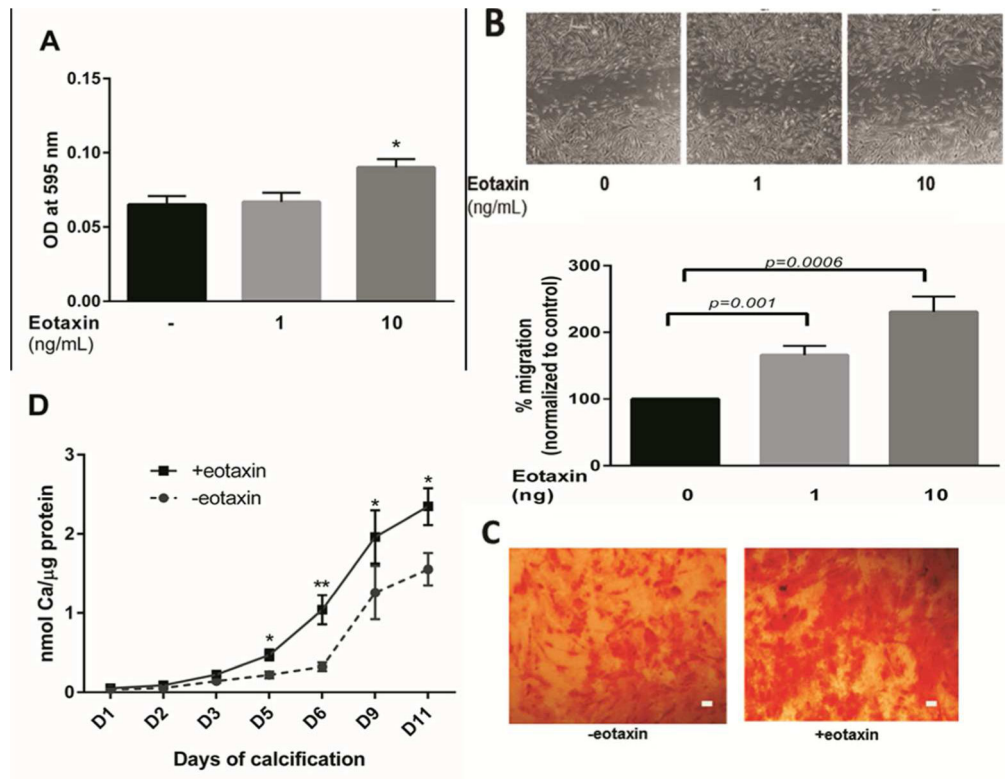 A
0.15
0.10
0.05
0.00
OD at 595 nm
*
Eotaxin - 1 10
(ng/mL)
B
Eotaxin 0 1 10
(ng/mL)
300
200
100
0
% migration
(normalized to control)
p=0.0006
p=0.001
Eotaxin
(ng) 0 1 10
D
3
2
1
0
nmol Ca/μg protein
+eotaxin
-eotaxin
* ** * *
D1 D2 D3 D5 D6 D9 D11
Days of calcification
C
-eotaxin +eotaxin